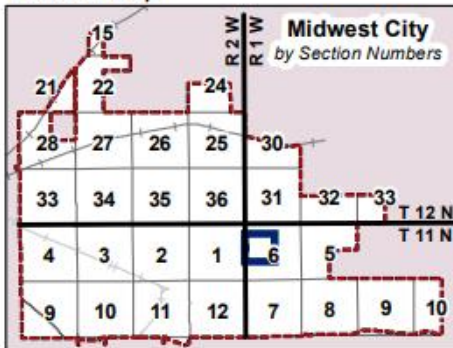 Midwest City
by Section Numbers
R 2 W
R 1 W
15
21 22 24
28 27 26 25 30
33 34 35 36 31 32 33
T 12 N
T 11 N
4 3 2 1 6 5
9 10 11 12 7 8 9 10